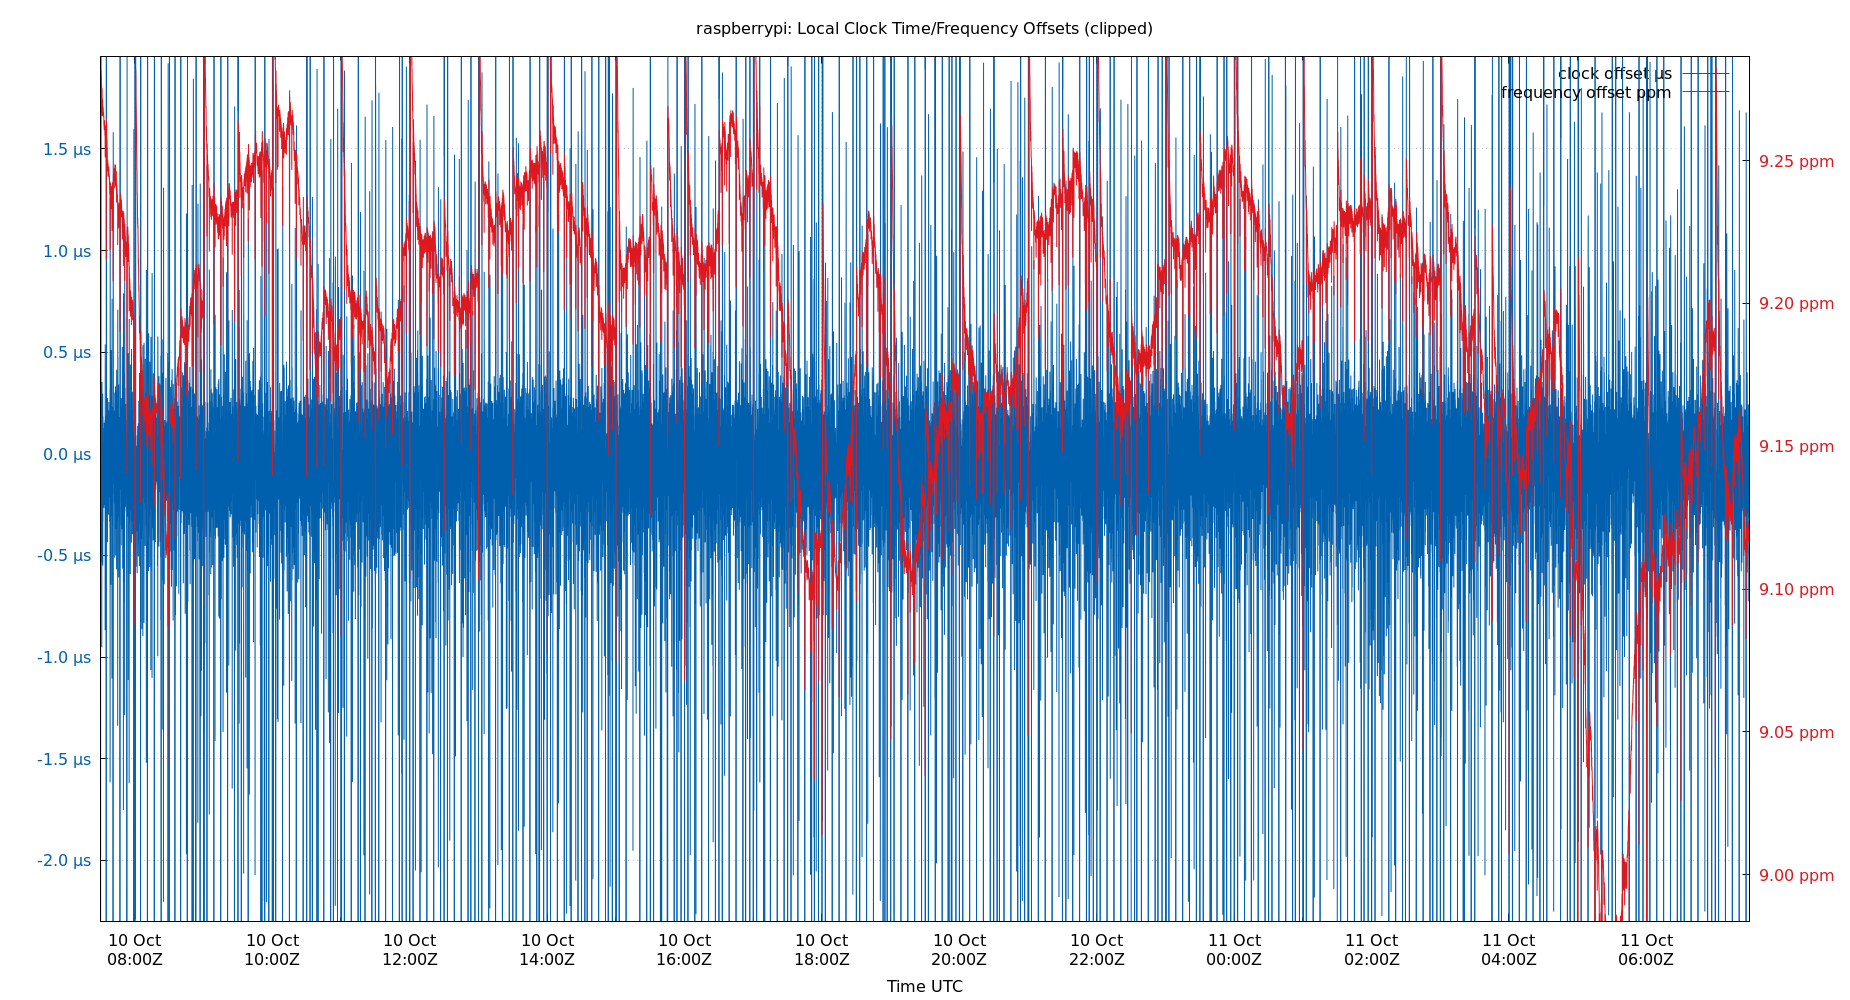 raspberrypi: Local Clock Time/Frequency Offsets (clipped)
clock offset µs
frequency offset ppm
1.5 µs
1.0 µs
0.5 µs
0.0 µs
-0.5 µs
-1.0 µs
-1.5 µs
-2.0 µs
9.25 ppm
9.20 ppm
9.15 ppm
9.10 ppm
9.05 ppm
9.00 ppm
10 Oct 10 Oct 10 Oct 10 Oct 10 Oct 10 Oct 10 Oct 10 Oct 11 Oct 11 Oct 11 Oct 11 Oct
08:00Z 10:00Z 12:00Z 14:00Z 16:00Z 18:00Z 20:00Z 22:00Z 00:00Z 02:00Z 04:00Z 06:00Z
Time UTC